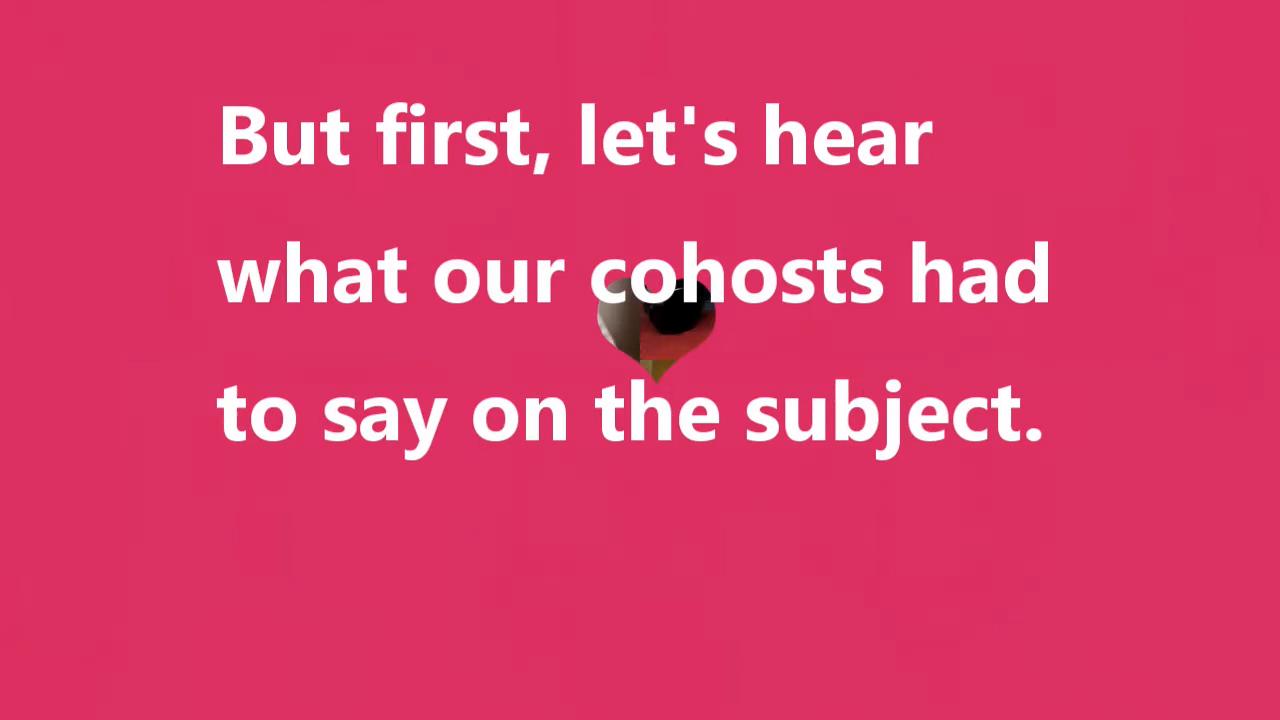 But first, let's hear
what our cohosts had
to say on the subject.